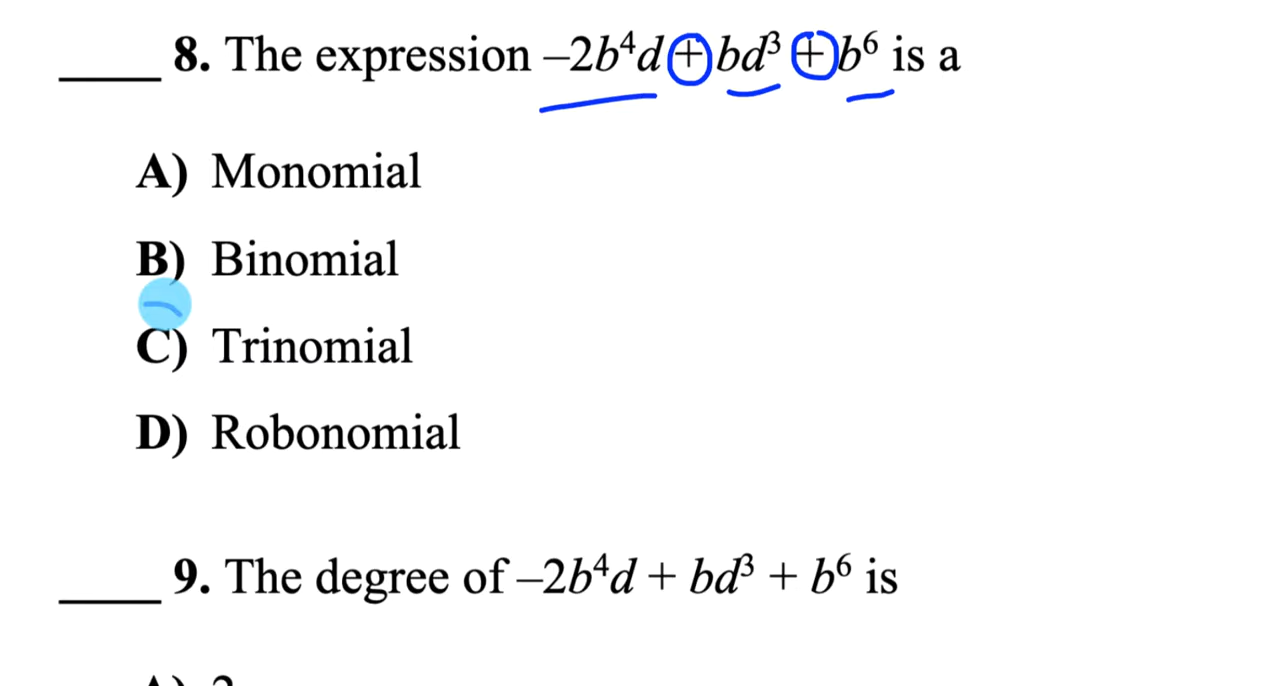 ____ 8. The expression –2b⁴d + bd³ + b⁶ is a
A) Monomial
B) Binomial
C) Trinomial
D) Robonomial
____ 9. The degree of –2b⁴d + bd³ + b⁶ is